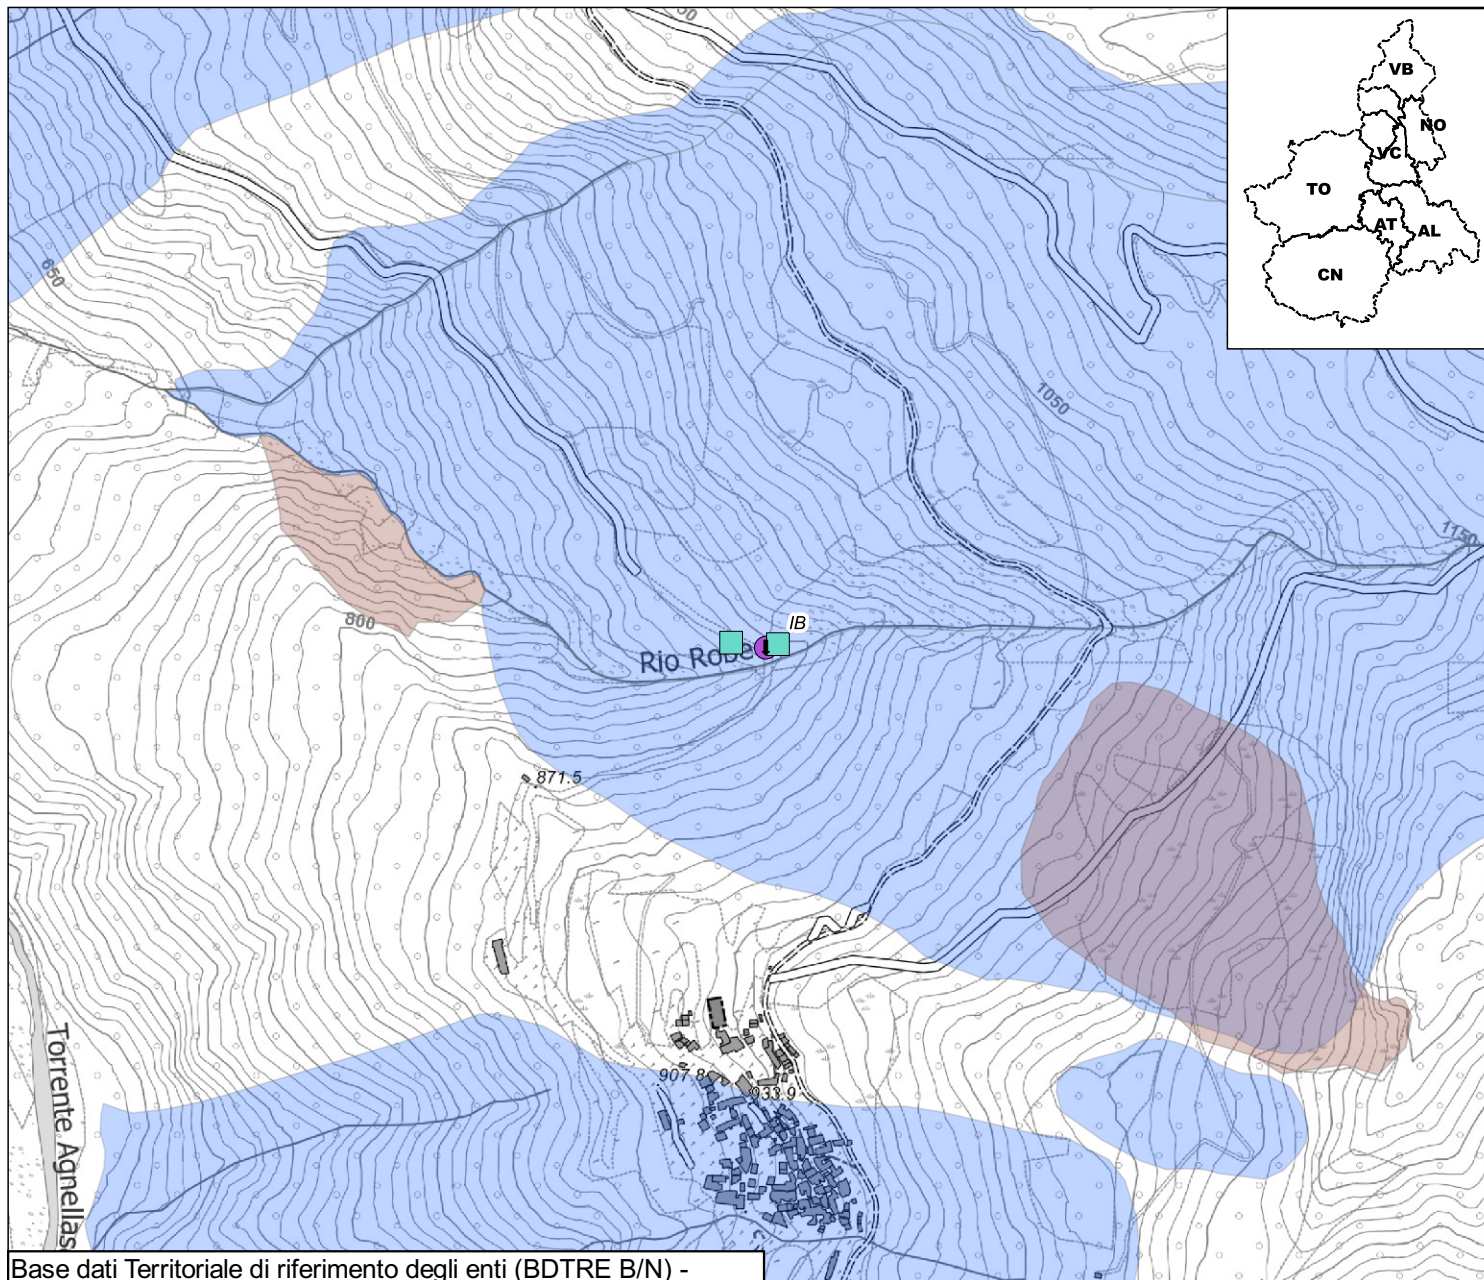 50
VB
NO
VC
TO
AT
AL
CN
650
1050
1150
800
IB
Rio Robe
871.5
907.8
933.9
Torrente Agnellas
Base dati Territoriale di riferimento degli enti (BDTRE B/N) -